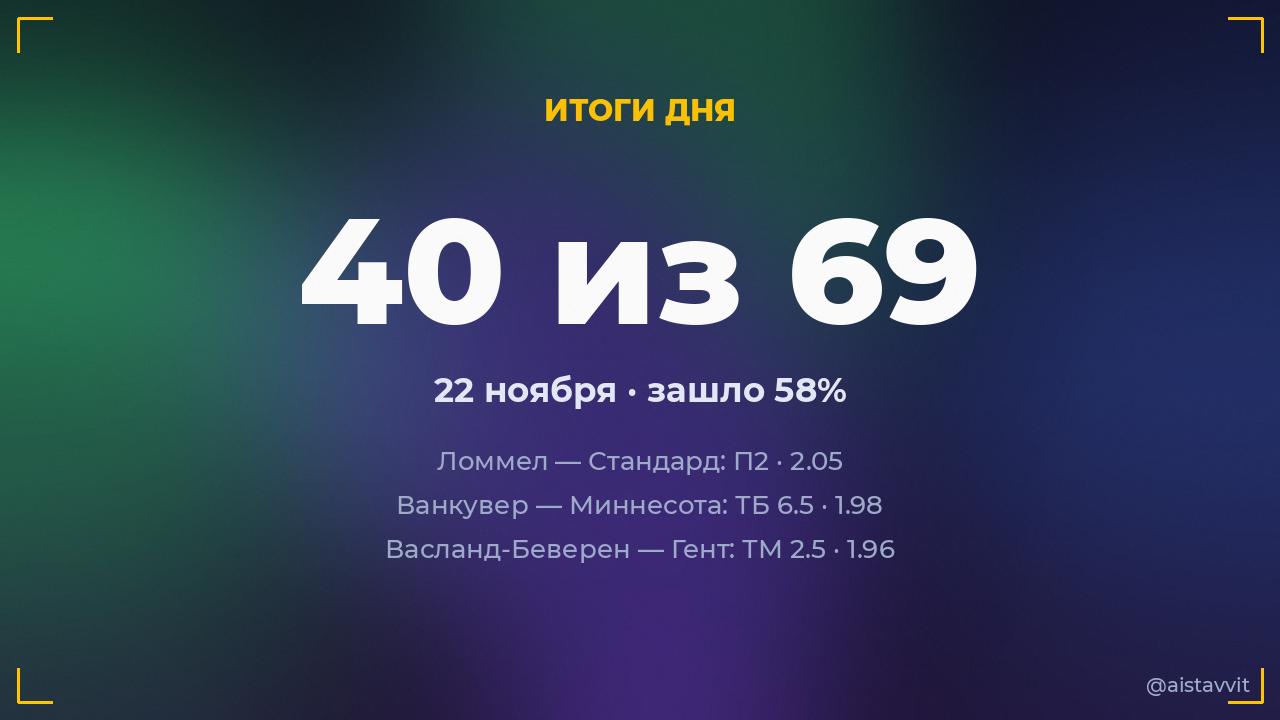 ИТОГИ ДНЯ
40 из 69
22 ноября · зашло 58%
Ломмел — Стандард: П2 · 2.05
Ванкувер — Миннесота: ТБ 6.5 · 1.98
Васланд-Беверен — Гент: ТМ 2.5 · 1.96
@aistavvit